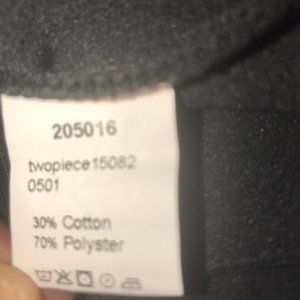 205016
twopiece15082
0501
30% Cotton
70% Polyster